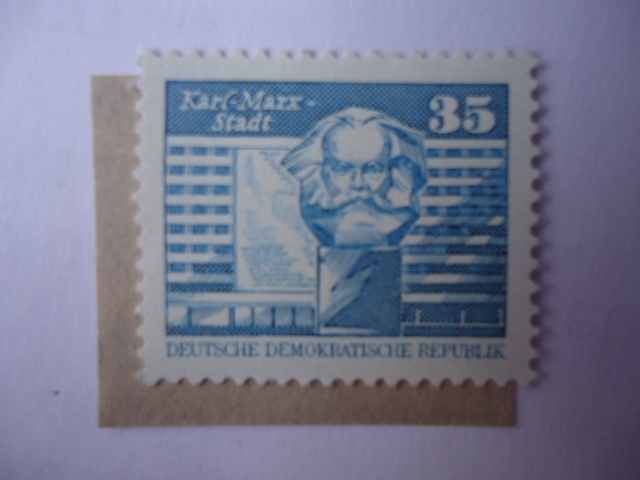 Karl-Marx-
Stadt
35
DEUTSCHE DEMOKRATISCHE REPUBLIK